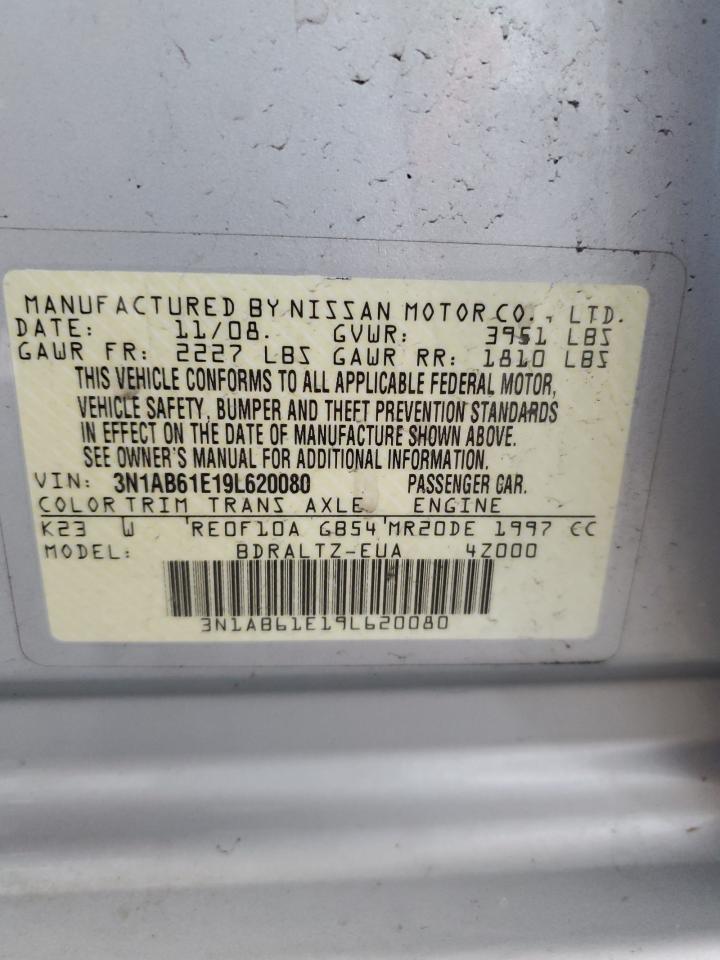 MANUFACTURED BY NISSAN MOTOR CO., LTD.
DATE: 11/08. GVWR: 3951 LBS
GAWR FR: 2227 LBS GAWR RR: 1810 LBS
THIS VEHICLE CONFORMS TO ALL APPLICABLE FEDERAL MOTOR,
VEHICLE SAFETY, BUMPER AND THEFT PREVENTION STANDARDS
IN EFFECT ON THE DATE OF MANUFACTURE SHOWN ABOVE.
SEE OWNER'S MANUAL FOR ADDITIONAL INFORMATION.
VIN: 3N1AB61E19L620080 PASSENGER CAR.
COLOR TRIM TRANS AXLE ENGINE
K23 W RE0F10A GB54 MR20DE 1997 CC
MODEL: BDRALTZ-EUA 4Z000
3N1AB61E19L620080